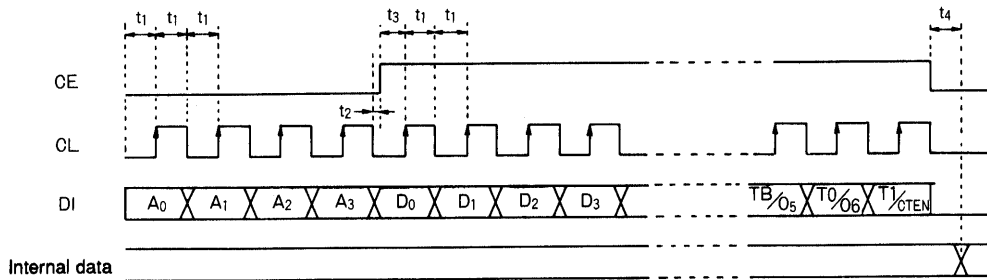 t1 t1 t1 t3 t1 t1 t4
CE
t2
CL
DI A0 A1 A2 A3 D0 D1 D2 D3 TB/O5 T0/O6 T1/CTEN
Internal data